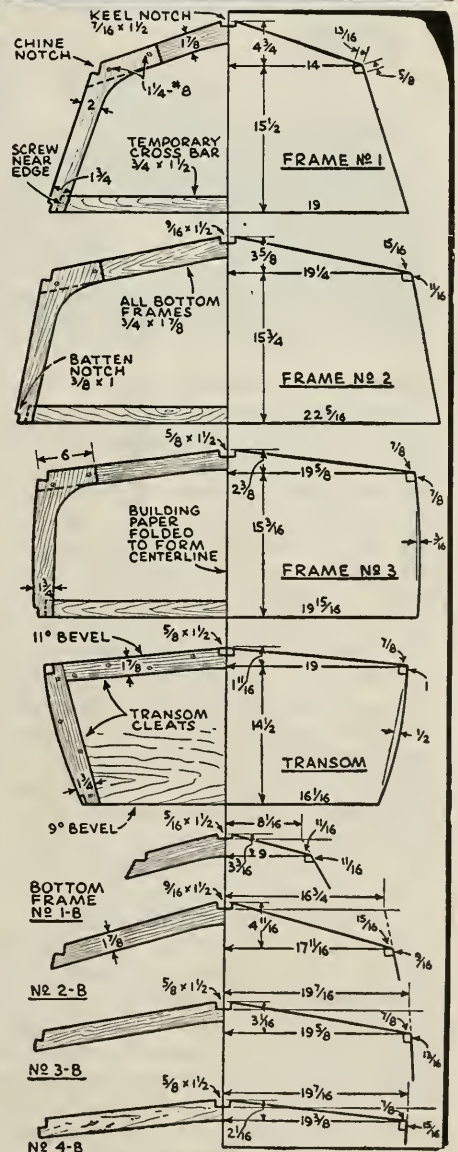 KEEL NOTCH
7/16 x 1 1/2
CHINE
NOTCH
1 7/8
1 1/4-#8
2
SCREW
NEAR
EDGE
1 3/4
TEMPORARY
CROSS BAR
3/4 x 1 1/2
4 3/4
14
13/16
5/8
15 1/2
FRAME Nº 1
19
9/16 x 1 1/2
3 5/8
19 1/4
15/16
11/16
ALL BOTTOM
FRAMES
3/4 x 1 7/8
15 3/4
BATTEN
NOTCH
3/8 x 1
FRAME Nº 2
22 5/16
5/8 x 1 1/2
6
2 3/8
19 5/8
7/8
7/8
BUILDING
PAPER
FOLDED
TO FORM
CENTERLINE
15 3/16
3/16
1 3/4
FRAME Nº 3
19 15/16
11° BEVEL
5/8 x 1 1/2
1 7/8
1 11/16
19
7/8
1
TRANSOM
CLEATS
14 1/2
1/2
TRANSOM
1 3/4
16 1/16
9° BEVEL
5/16 x 1 1/2
8 1/16
11/16
11/16
3 3/16
9
BOTTOM
FRAME
Nº 1-B
9/16 x 1 1/2
16 3/4
4 11/16
15/16
1 7/8
17 11/16
9/16
Nº 2-B
5/8 x 1 1/2
19 7/16
3 1/16
7/8
19 5/8
13/16
Nº 3-B
5/8 x 1 1/2
19 7/16
7/8
19 3/8
2 1/16
15/16
Nº 4-B